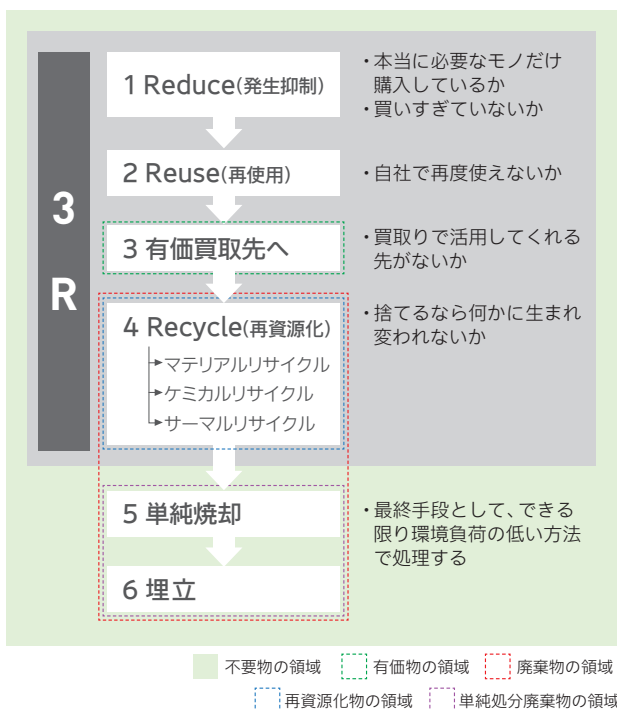 3
R
1 Reduce(発生抑制)
・本当に必要なモノだけ
購入しているか
・買いすぎていないか
2 Reuse(再使用)
・自社で再度使えないか
3 有価買取先へ
・買取りで活用してくれる
先がないか
4 Recycle(再資源化)
マテリアルリサイクル
ケミカルリサイクル
サーマルリサイクル
・捨てるなら何かに生まれ
変われないか
5 単純焼却
・最終手段として、できる
限り環境負荷の低い方法
で処理する
6 埋立
不要物の領域 有価物の領域 廃棄物の領域
再資源化物の領域 単純処分廃棄物の領域